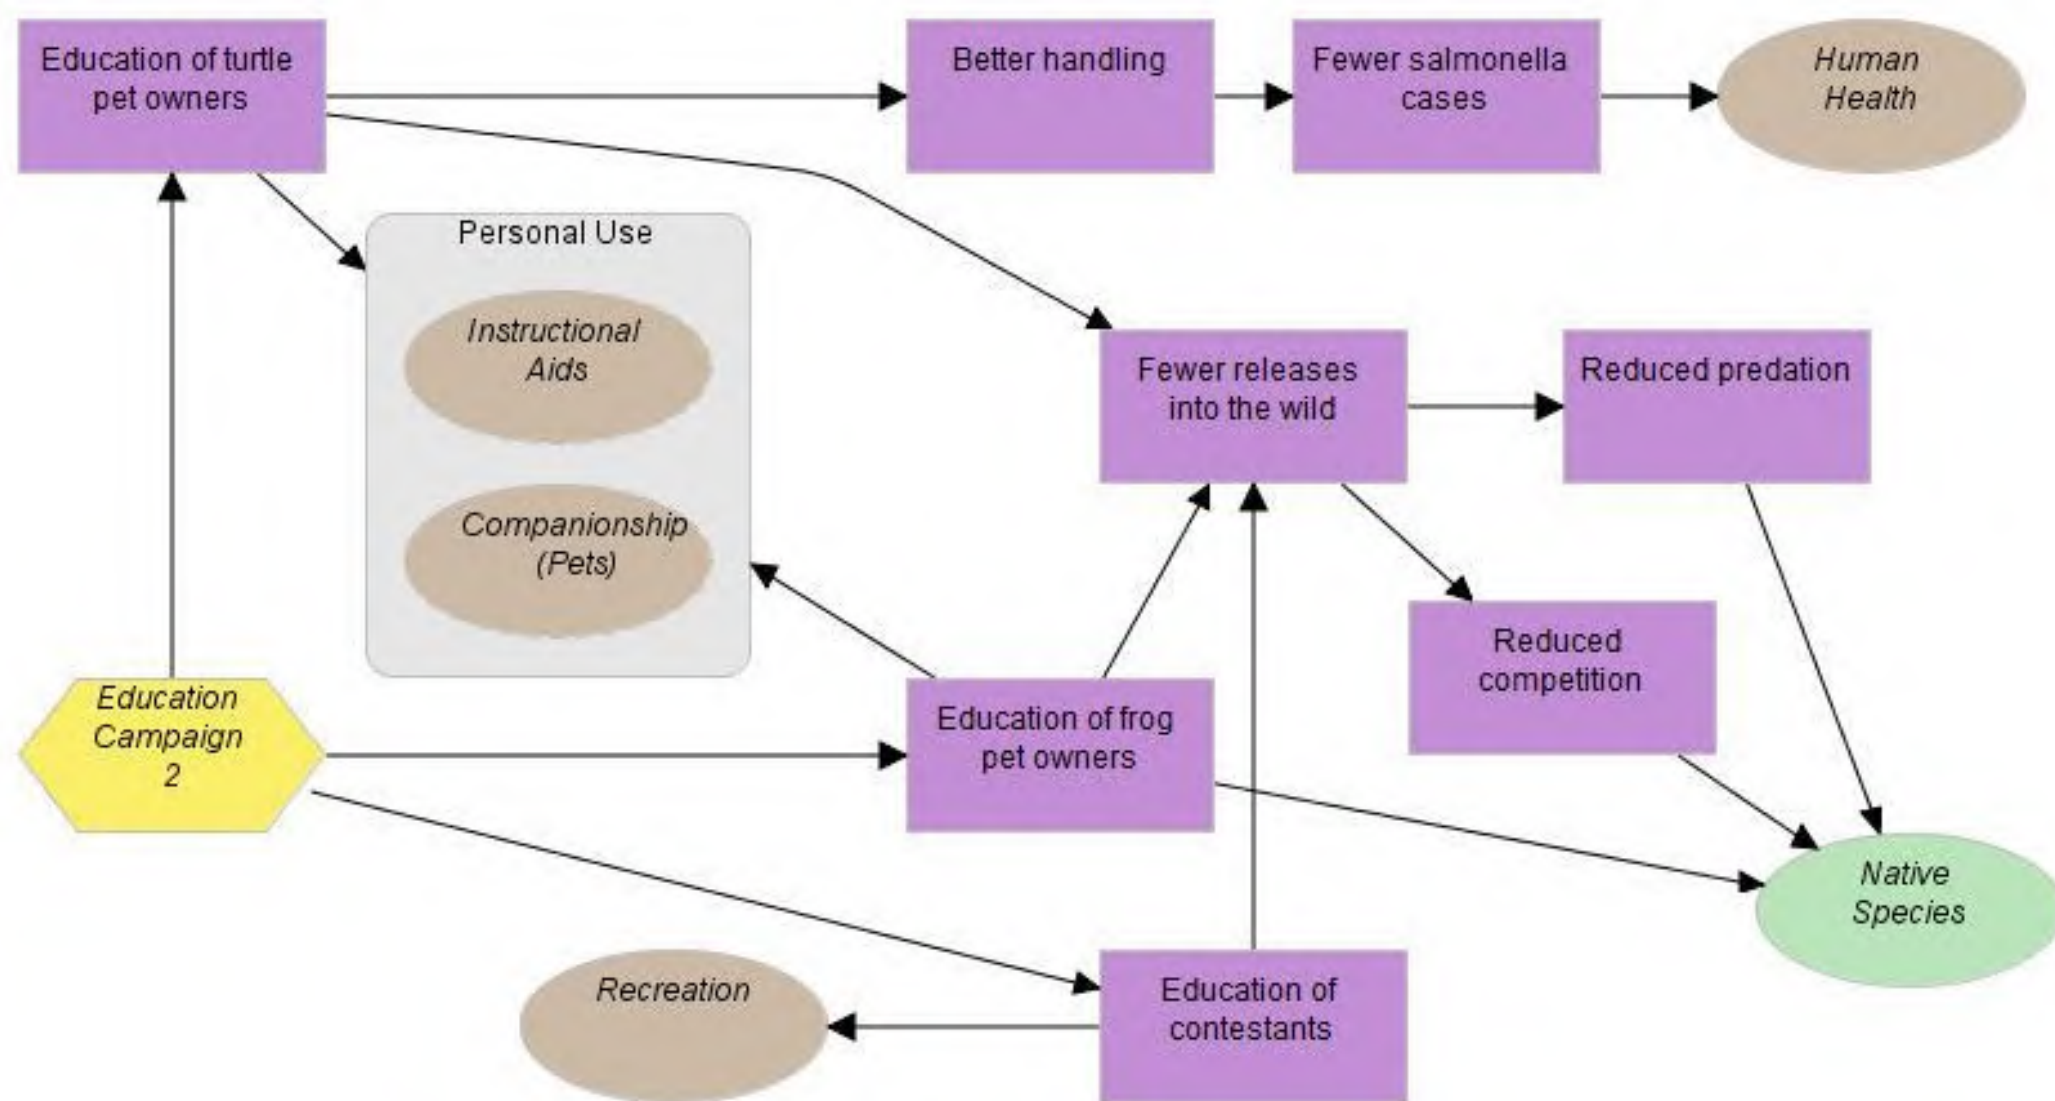 Education of turtle
pet owners
Better handling
Fewer salmonella
cases
Human
Health
Personal Use
Instructional
Aids
Companionship
(Pets)
Fewer releases
into the wild
Reduced predation
Reduced
competition
Education
Campaign
2
Education of frog
pet owners
Native
Species
Recreation
Education of
contestants